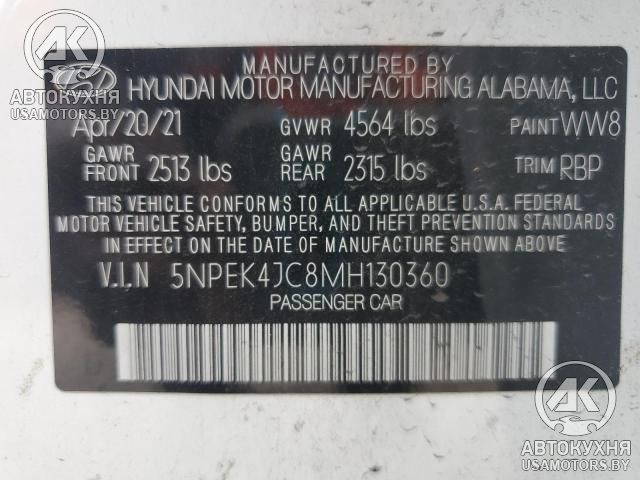 MANUFACTURED BY
HYUNDAI MOTOR MANUFACTURING ALABAMA, LLC
Apr/20/21 GVWR 4564 lbs PAINT WW8
GAWR FRONT 2513 lbs GAWR REAR 2315 lbs TRIM RBP
THIS VEHICLE CONFORMS TO ALL APPLICABLE U.S.A. FEDERAL
MOTOR VEHICLE SAFETY, BUMPER, AND THEFT PREVENTION STANDARDS
IN EFFECT ON THE DATE OF MANUFACTURE SHOWN ABOVE.
V.I.N 5NPEK4JC8MH130360
PASSENGER CAR
АК
АВТОКУХНЯ
USAMOTORS.BY
АК
АВТОКУХНЯ
USAMOTORS.BY